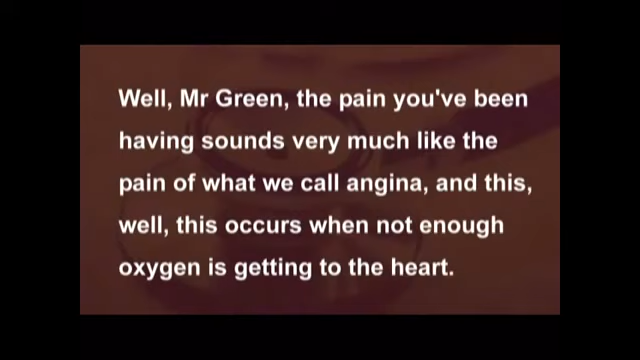 Well, Mr Green, the pain you've been
having sounds very much like the
pain of what we call angina, and this,
well, this occurs when not enough
oxygen is getting to the heart.